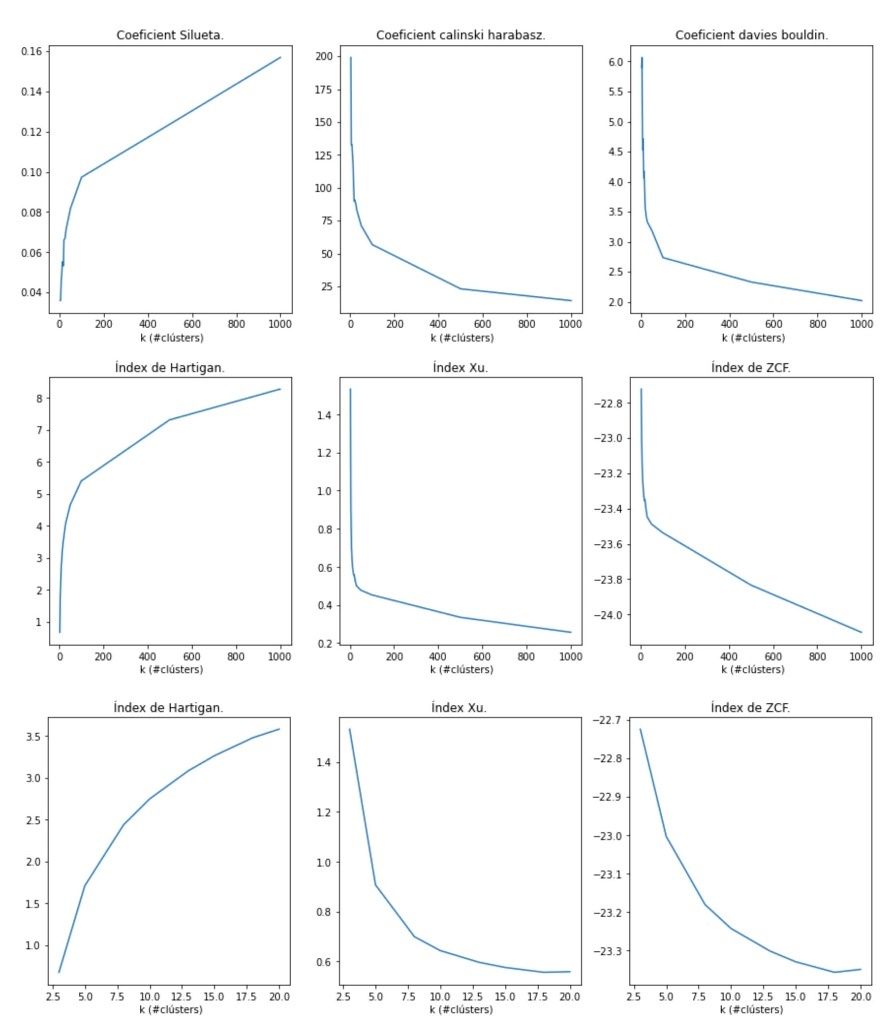 Coeficient Silueta.
0.16
0.14
0.12
0.10
0.08
0.06
0.04
0 200 400 600 800 1000
k (#clústers)
Coeficient calinski harabasz.
200
175
150
125
100
75
50
25
0 200 400 600 800 1000
k (#clústers)
Coeficient davies bouldin.
6.0
5.5
5.0
4.5
4.0
3.5
3.0
2.5
2.0
0 200 400 600 800 1000
k (#clústers)
Índex de Hartigan.
8
7
6
5
4
3
2
1
0 200 400 600 800 1000
k (#clústers)
Índex Xu.
1.4
1.2
1.0
0.8
0.6
0.4
0.2
0 200 400 600 800 1000
k (#clústers)
Índex de ZCF.
−22.8
−23.0
−23.2
−23.4
−23.6
−23.8
−24.0
0 200 400 600 800 1000
k (#clústers)
Índex de Hartigan.
3.5
3.0
2.5
2.0
1.5
1.0
2.5 5.0 7.5 10.0 12.5 15.0 17.5 20.0
k (#clústers)
Índex Xu.
1.4
1.2
1.0
0.8
0.6
2.5 5.0 7.5 10.0 12.5 15.0 17.5 20.0
k (#clústers)
Índex de ZCF.
−22.7
−22.8
−22.9
−23.0
−23.1
−23.2
−23.3
2.5 5.0 7.5 10.0 12.5 15.0 17.5 20.0
k (#clústers)